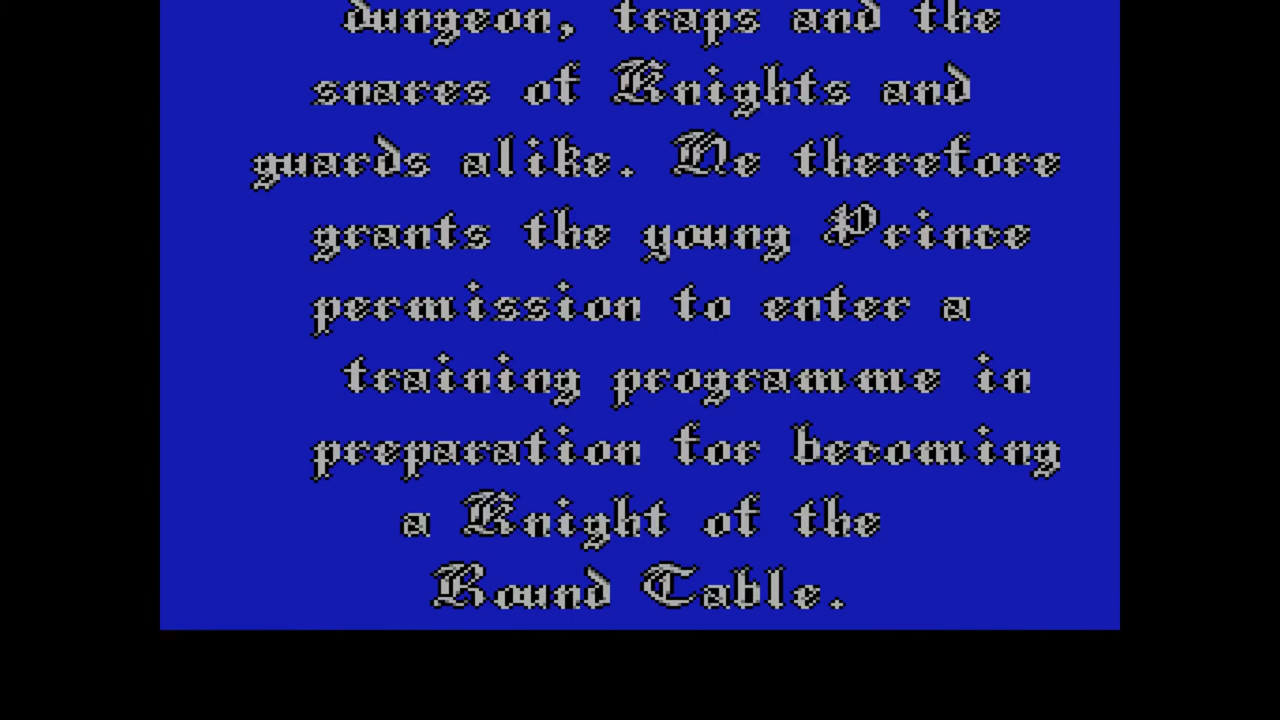 dungeon, traps and the
snares of Knights and
guards alike. He therefore
grants the young Prince
permission to enter a
training programme in
preparation for becoming
a Knight of the
Round Table.